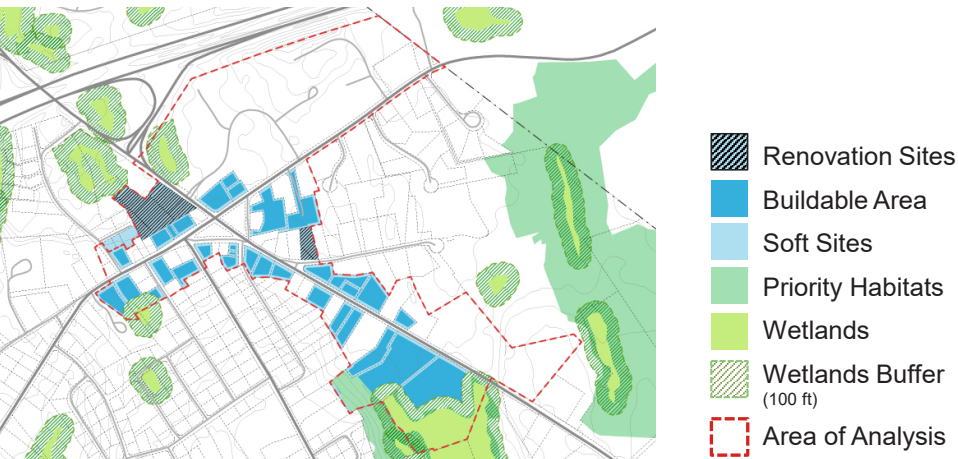 Renovation Sites
Buildable Area
Soft Sites
Priority Habitats
Wetlands
Wetlands Buffer
(100 ft)
Area of Analysis